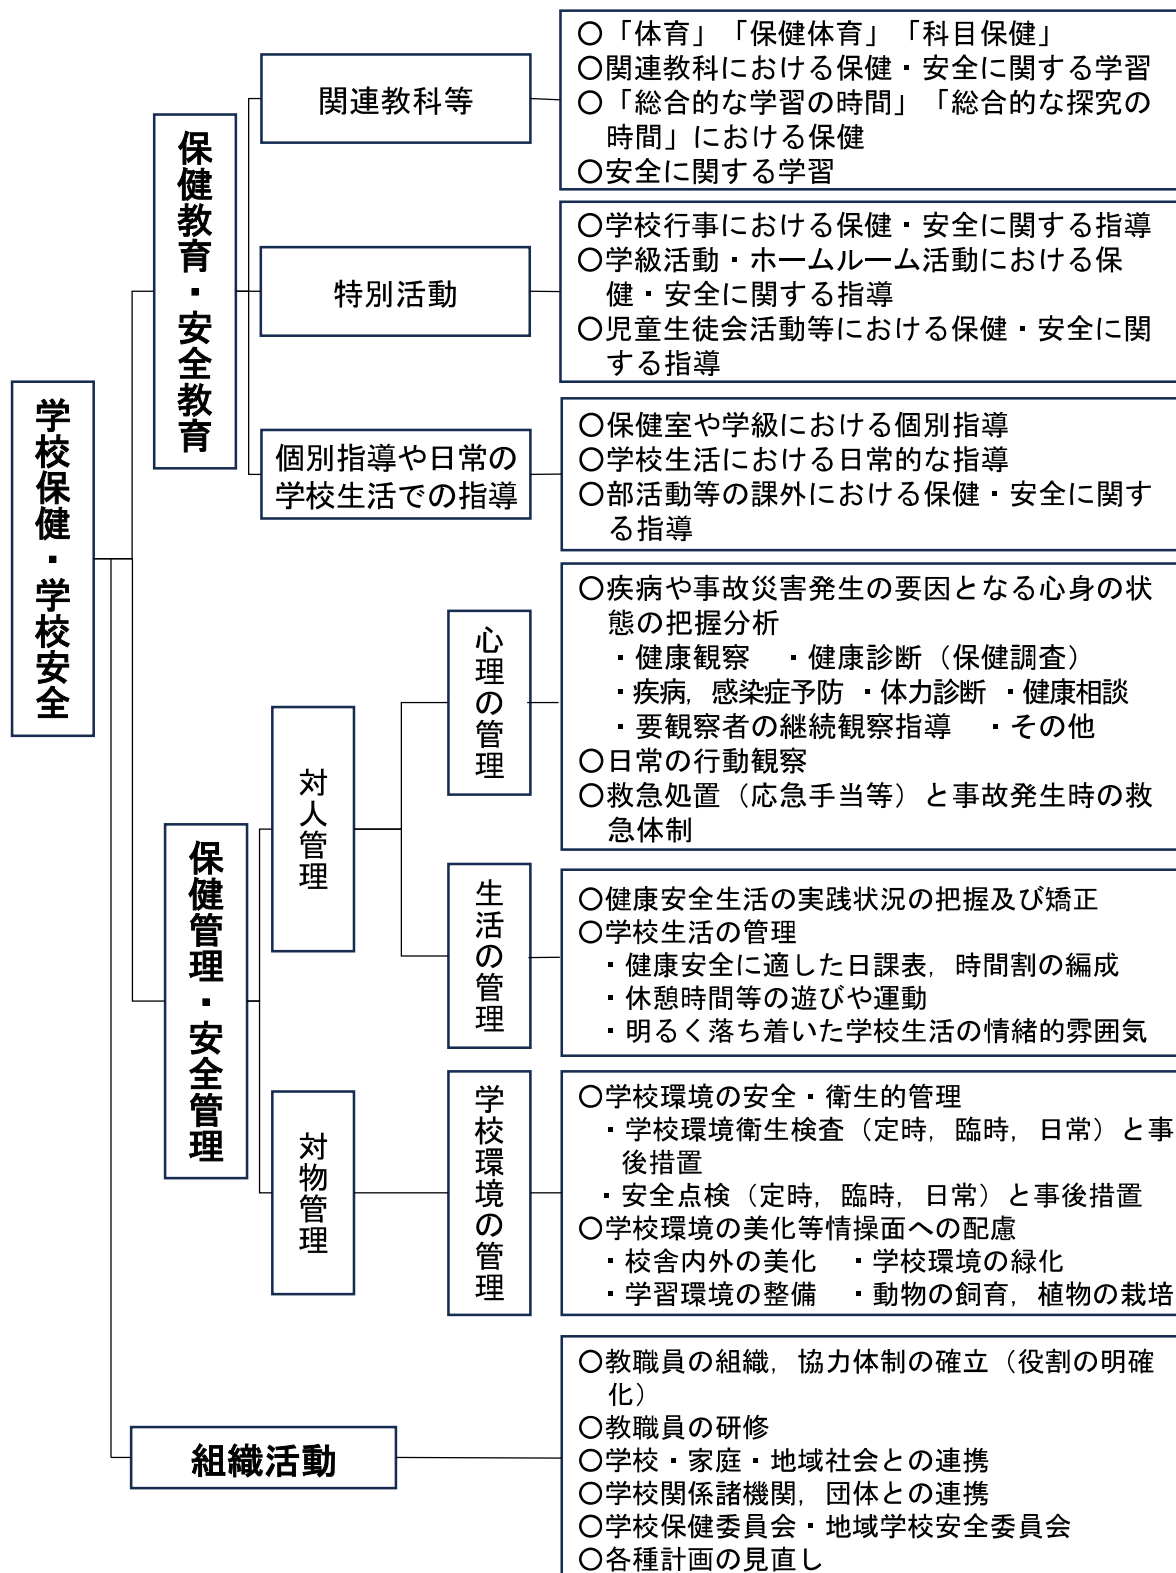 学校保健・学校安全
保健教育・安全教育
関連教科等
○「体育」「保健体育」「科目保健」
○関連教科における保健・安全に関する学習
○「総合的な学習の時間」「総合的な探究の
時間」における保健
○安全に関する学習
特別活動
○学校行事における保健・安全に関する指導
○学級活動・ホームルーム活動における保
健・安全に関する指導
○児童生徒会活動等における保健・安全に関
する指導
個別指導や日常の
学校生活での指導
○保健室や学級における個別指導
○学校生活における日常的な指導
○部活動等の課外における保健・安全に関す
る指導
保健管理・安全管理
対人管理
心理の管理
○疾病や事故災害発生の要因となる心身の状
態の把握分析
・健康観察　・健康診断（保健調査）
・疾病，感染症予防　・体力診断　・健康相談
・要観察者の継続観察指導　・その他
○日常の行動観察
○救急処置（応急手当等）と事故発生時の救
急体制
生活の管理
○健康安全生活の実践状況の把握及び矯正
○学校生活の管理
・健康安全に適した日課表，時間割の編成
・休憩時間等の遊びや運動
・明るく落ち着いた学校生活の情緒的雰囲気
対物管理
学校環境の管理
○学校環境の安全・衛生的管理
・学校環境衛生検査（定時，臨時，日常）と事
後措置
・安全点検（定時，臨時，日常）と事後措置
○学校環境の美化等情操面への配慮
・校舎内外の美化　・学校環境の緑化
・学習環境の整備　・動物の飼育，植物の栽培
組織活動
○教職員の組織，協力体制の確立（役割の明確
化）
○教職員の研修
○学校・家庭・地域社会との連携
○学校関係諸機関，団体との連携
○学校保健委員会・地域学校安全委員会
○各種計画の見直し